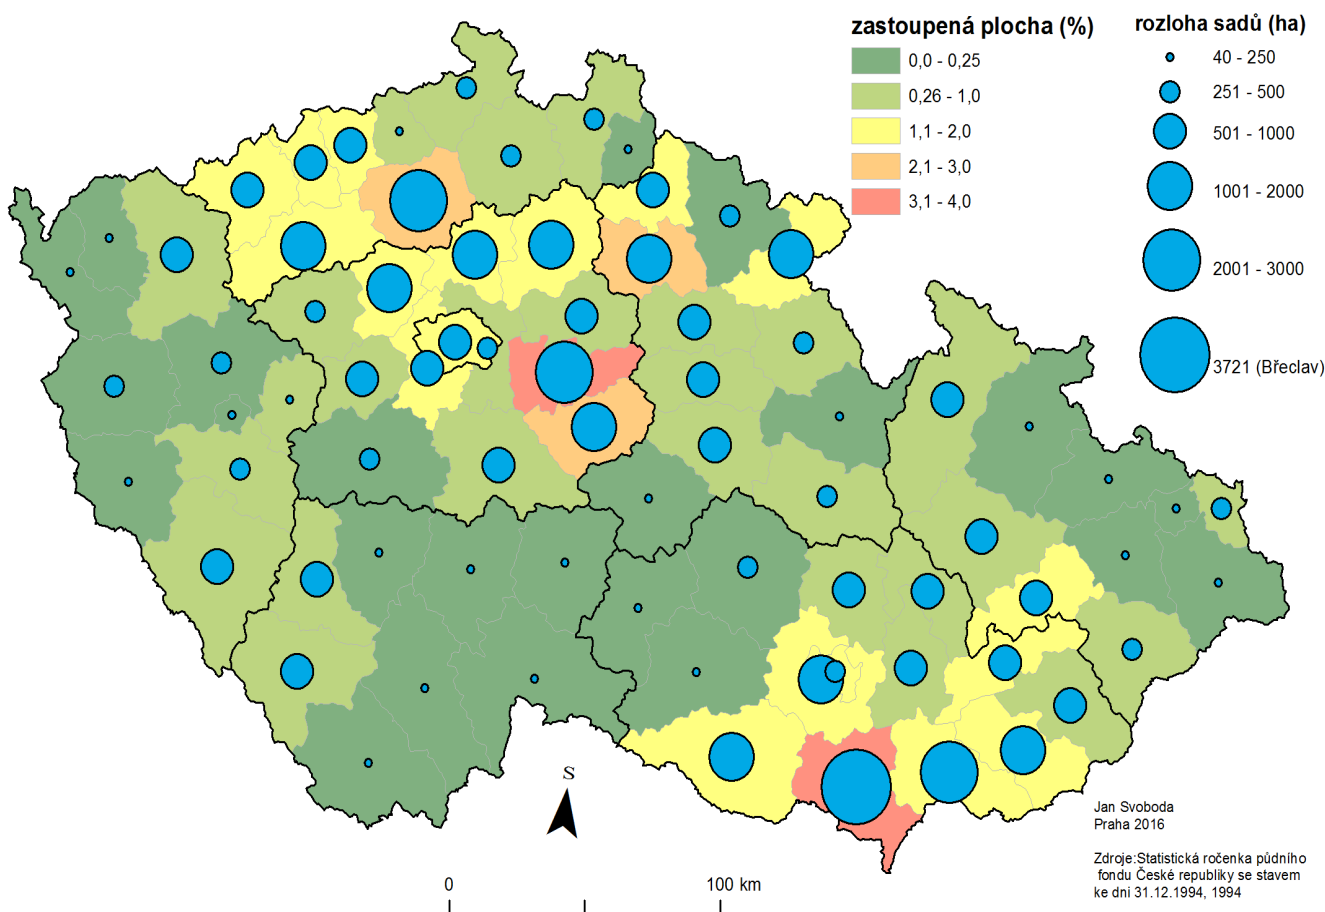 zastoupená plocha (%)
0,0 - 0,25
0,26 - 1,0
1,1 - 2,0
2,1 - 3,0
3,1 - 4,0
rozloha sadů (ha)
40 - 250
251 - 500
501 - 1000
1001 - 2000
2001 - 3000
3721 (Břeclav)
S
0
100 km
Jan Svoboda
Praha 2016
Zdroje:Statistická ročenka půdního
fondu České republiky se stavem
ke dni 31.12.1994, 1994